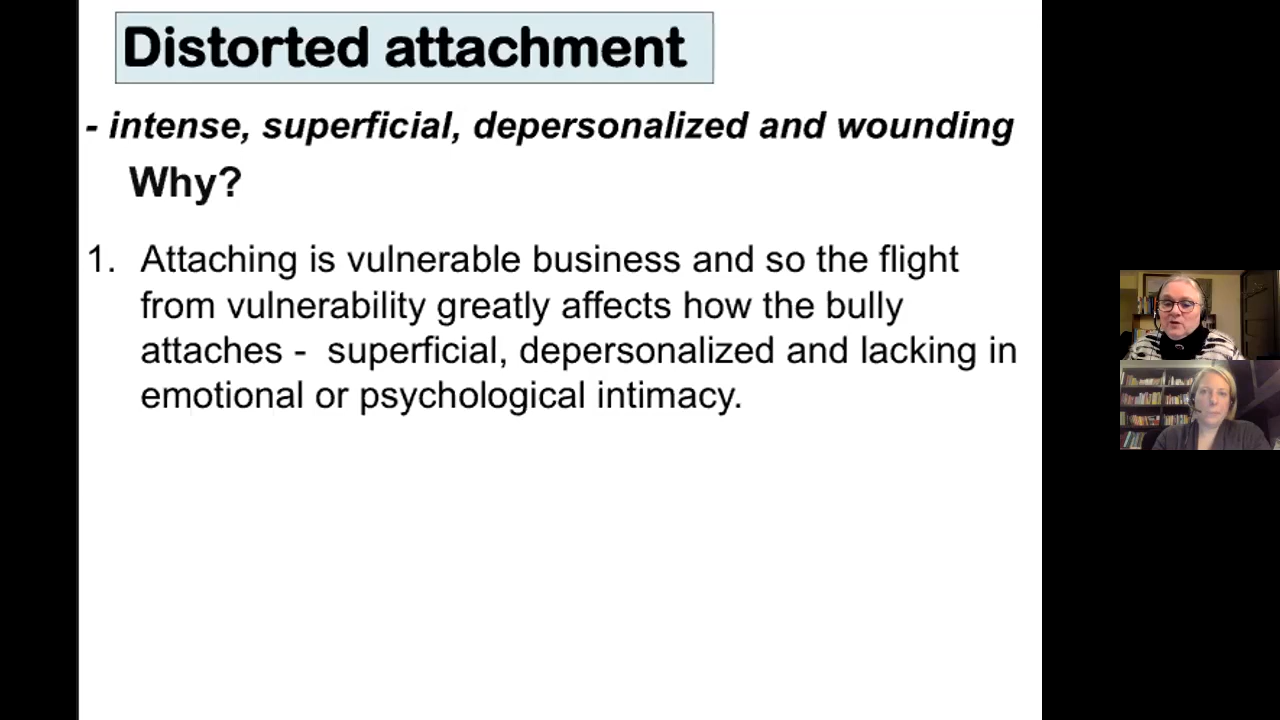 Distorted attachment
- intense, superficial, depersonalized and wounding
Why?
1. Attaching is vulnerable business and so the flight
from vulnerability greatly affects how the bully
attaches - superficial, depersonalized and lacking in
emotional or psychological intimacy.